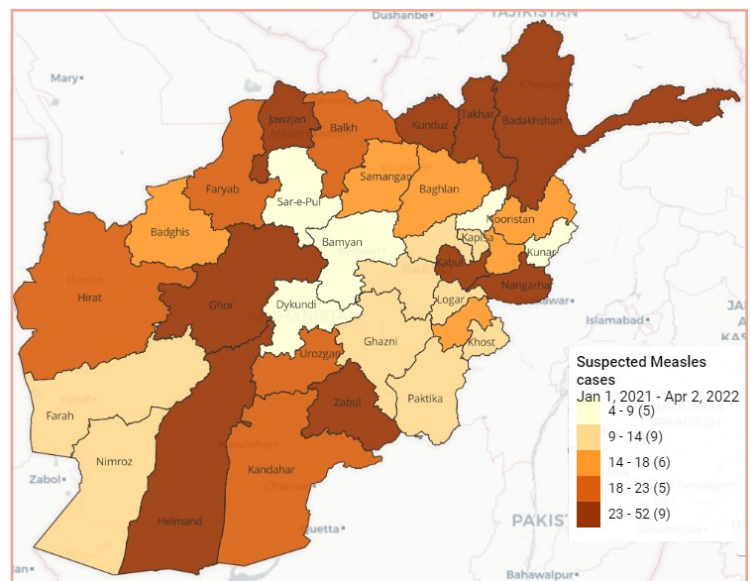 Dushanbe
TAJIKISTAN
Mary
Jawzjan
Balkh
Kunduz
Takhar
Badakhshan
Faryab
Samangan
Baghlan
Sar-e-Pul
Nooristan
Badghis
Bamyan
Kapisa
Kunar
Kabul
Nangarhar
Hirat
Ghor
Dykundi
Logar
Islamabad
Urozgan
Ghazni
Khost
Zabul
Paktika
Farah
Nimroz
Kandahar
Zabol
Helmand
Quetta
PAKIS
Bahawalpur
Suspected Measles
cases
Jan 1, 2021 - Apr 2, 2022
4 - 9 (5)
9 - 14 (9)
14 - 18 (6)
18 - 23 (5)
23 - 52 (9)